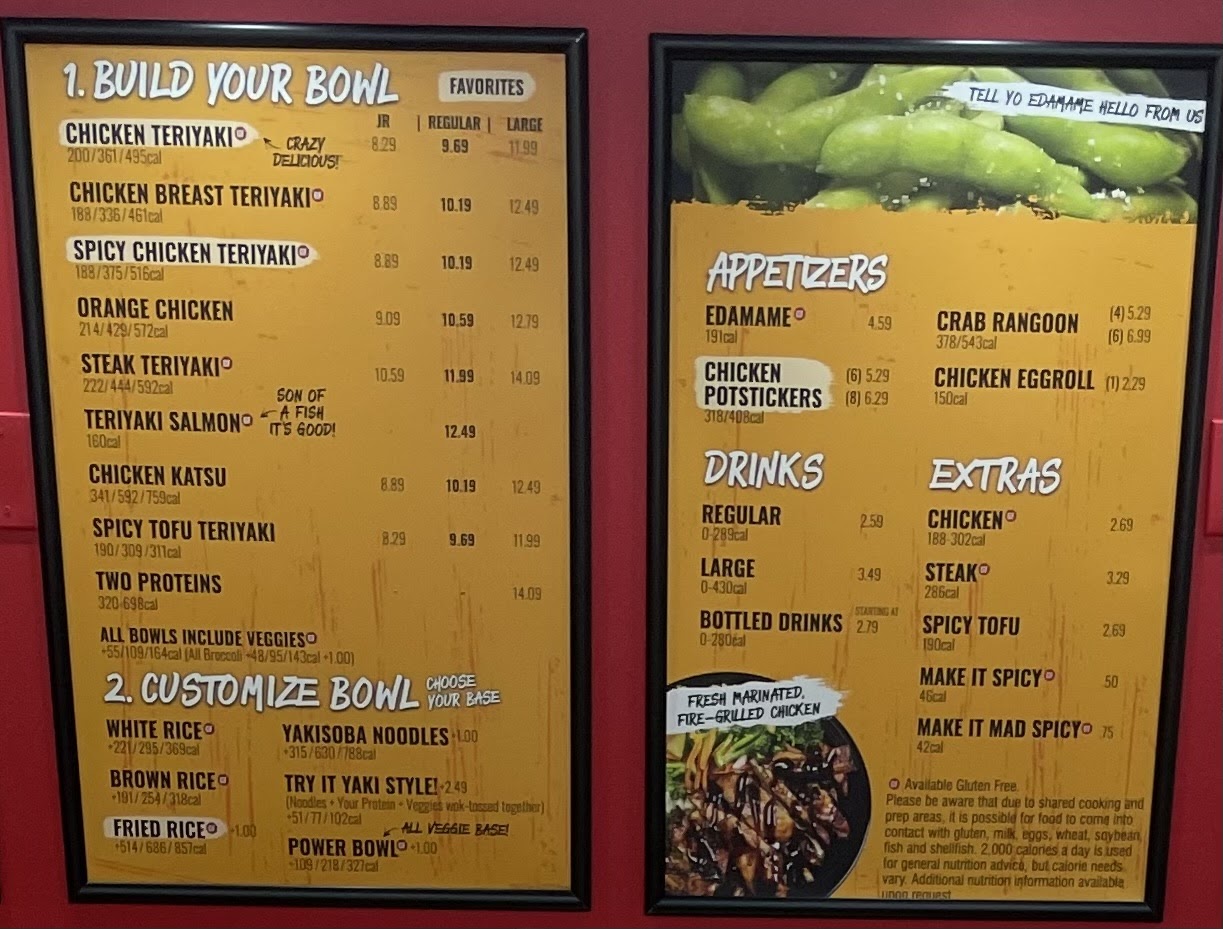 1. BUILD YOUR BOWL FAVORITES
JR | REGULAR | LARGE
CHICKEN TERIYAKI 8.29 9.69 11.99
200/361/495cal
CRAZY
DELICIOUS!
CHICKEN BREAST TERIYAKI 8.89 10.19 12.49
188/336/461cal
SPICY CHICKEN TERIYAKI 8.89 10.19 12.49
188/375/516cal
ORANGE CHICKEN 9.09 10.59 12.79
214/429/572cal
STEAK TERIYAKI 10.59 11.99 14.09
222/444/592cal
TERIYAKI SALMON 12.49
160cal
SON OF
A FISH
IT'S GOOD!
CHICKEN KATSU 8.89 10.19 12.49
341/592/759cal
SPICY TOFU TERIYAKI 8.29 9.69 11.99
190/309/311cal
TWO PROTEINS - - 14.09
320-698cal
ALL BOWLS INCLUDE VEGGIES
+55/109/164cal (All Broccoli +48/95/143cal +1.00)
2. CUSTOMIZE BOWL CHOOSE
YOUR BASE
WHITE RICE
+221/295/369cal
BROWN RICE
+191/254/318cal
FRIED RICE +1.00
+514/686/857cal
YAKISOBA NOODLES +1.00
+315/630/788cal
TRY IT YAKI STYLE! +2.49
(Noodles + Your Protein + Veggies wok-tossed together)
+51/77/102cal
ALL VEGGIE BASE!
POWER BOWL +1.00
+109/218/327cal
TELL YO EDAMAME HELLO FROM US
APPETIZERS
EDAMAME 4.59
191cal
CHICKEN
POTSTICKERS
(6) 5.29
(8) 6.29
318/408cal
CRAB RANGOON
(4) 5.29
(6) 6.99
378/543cal
CHICKEN EGGROLL (1) 2.29
150cal
DRINKS
REGULAR 2.59
0-289cal
LARGE 3.49
0-430cal
BOTTLED DRINKS STARTING AT
2.79
0-280cal
EXTRAS
CHICKEN 2.69
188-302cal
STEAK 3.29
286cal
SPICY TOFU 2.69
190cal
MAKE IT SPICY .50
46cal
MAKE IT MAD SPICY .75
42cal
FRESH MARINATED,
FIRE-GRILLED CHICKEN
Available Gluten Free.
Please be aware that due to shared cooking and
prep areas, it is possible for food to come into
contact with gluten, milk, eggs, wheat, soybean,
fish and shellfish. 2,000 calories a day is used
for general nutrition advice, but calorie needs
vary. Additional nutrition information available
upon request.